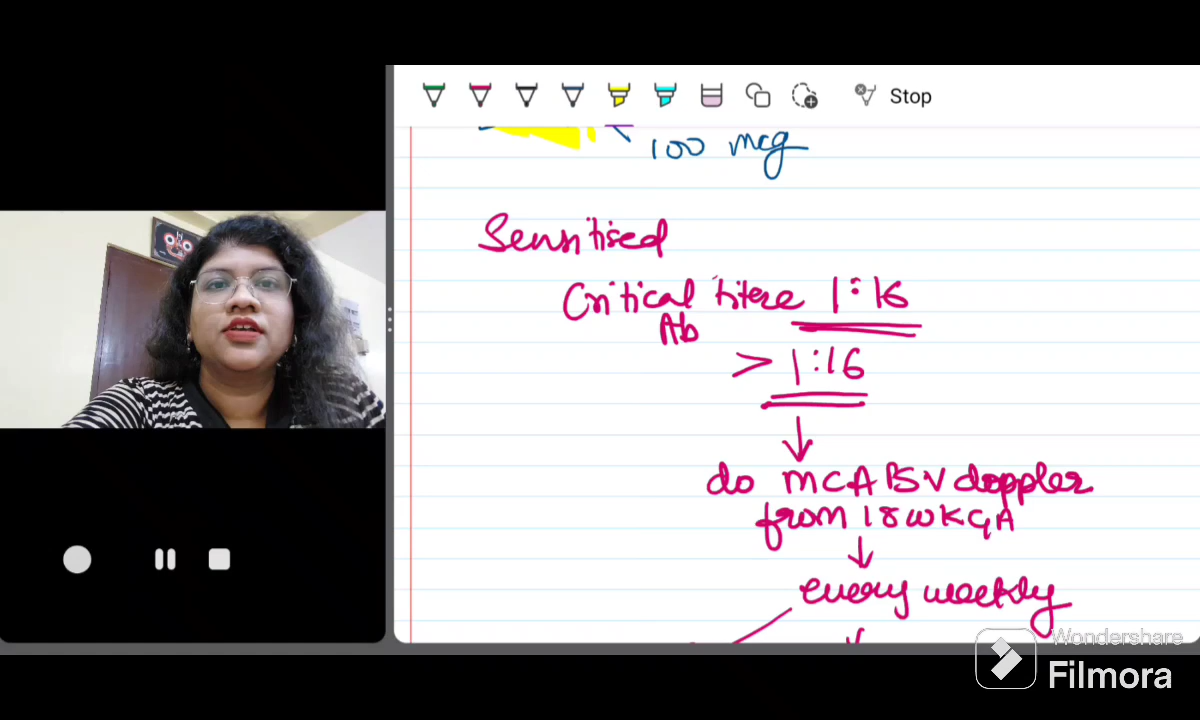 Stop
100 mcg
Sensitised
Critical titere 1:16
Ab
> 1:16
do MCA PSV doppler
from 18 wk GA
every weekly
Wondershare
Filmora